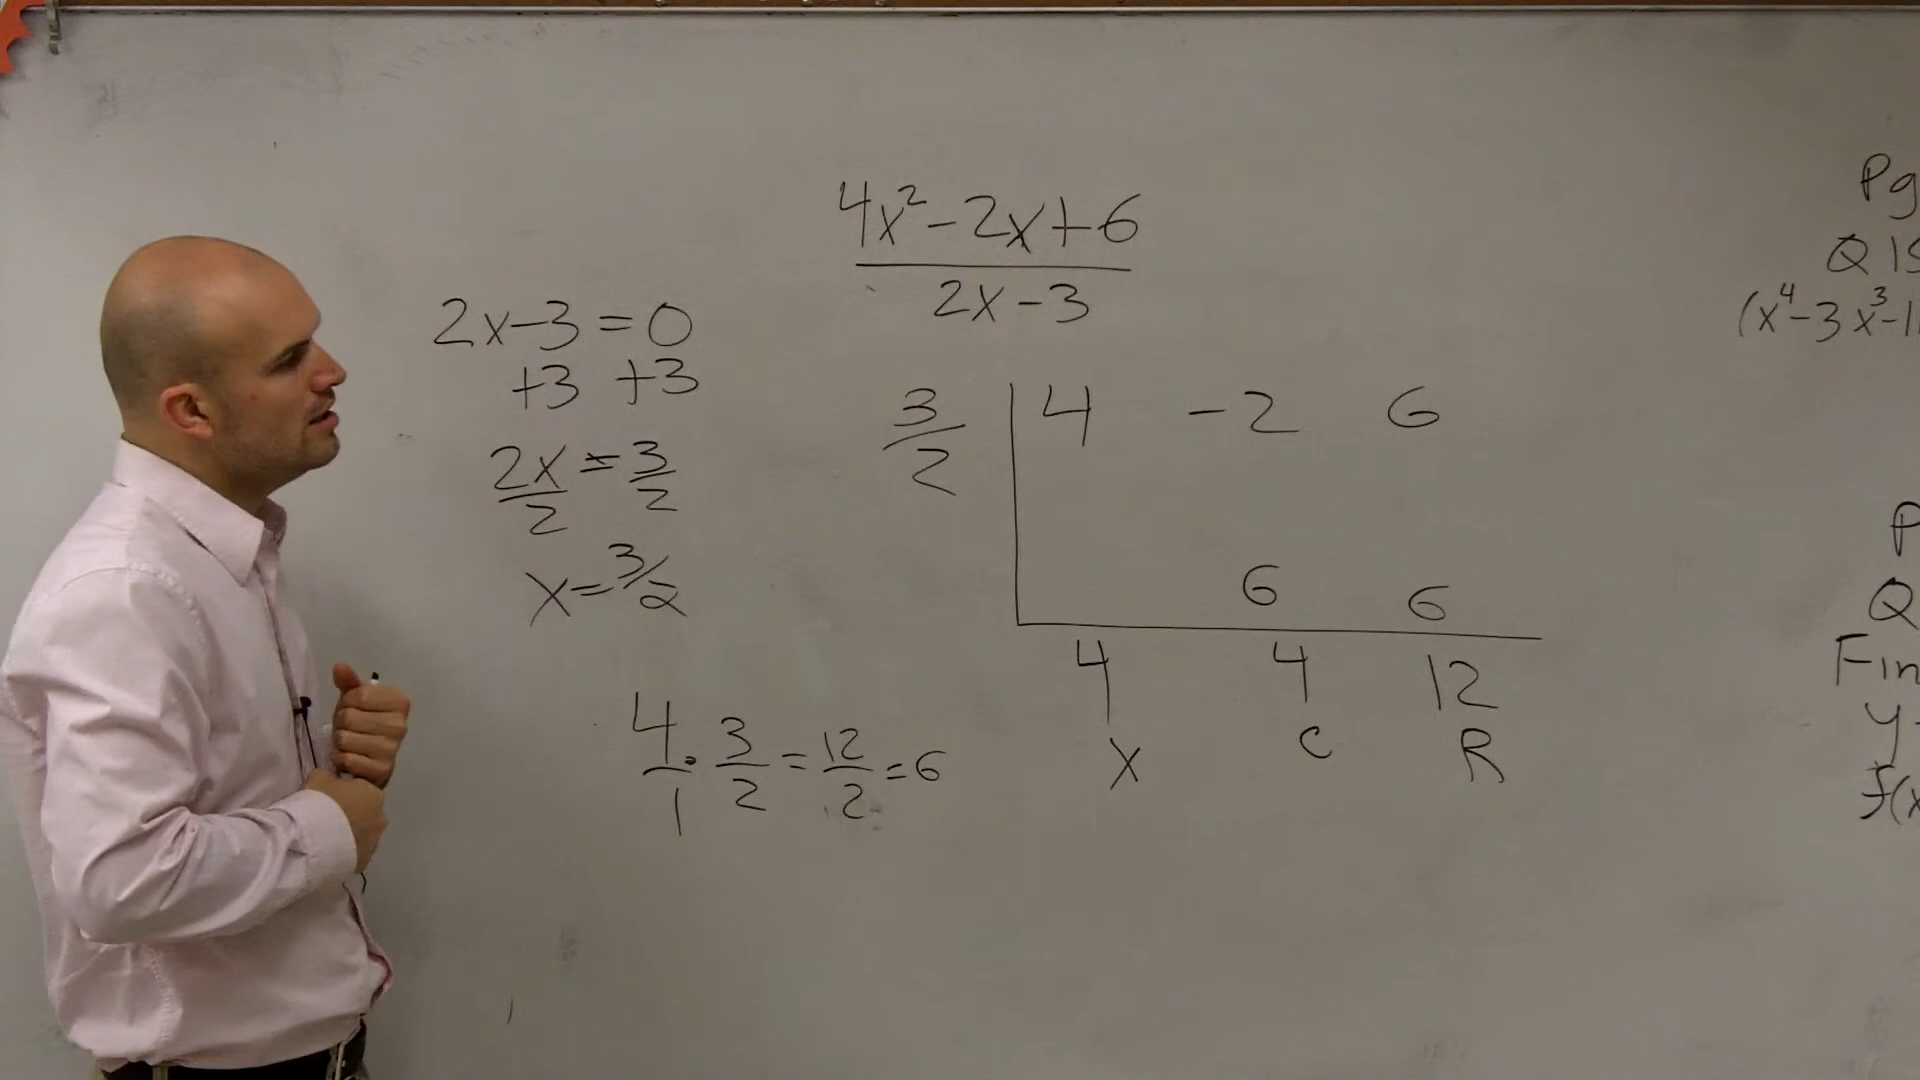 4x²-2x+6
2x-3
2x-3=0
+3 +3
2x=3
2 2
x=3/2
3
2
4 -2 6
6 6
4 4 12
x c R
4 · 3 = 12 = 6
1 2 2
Pg
Q 15
(x⁴-3x³-1
P
Q
Fin
y
f(x